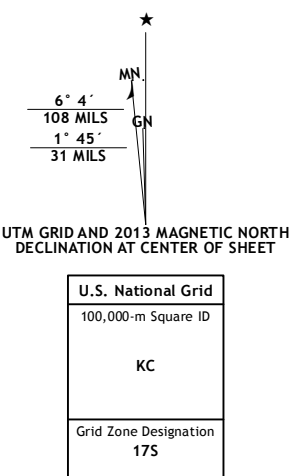 ★
MN.
6° 4´
108 MILS
GN
1° 45´
31 MILS
UTM GRID AND 2013 MAGNETIC NORTH
DECLINATION AT CENTER OF SHEET
U.S. National Grid
100,000-m Square ID
KC
Grid Zone Designation
17S